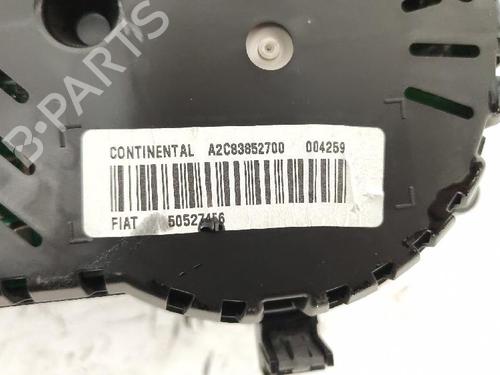 B-PARTS
CONTINENTAL A2C83852700 004259
FIAT 50527456